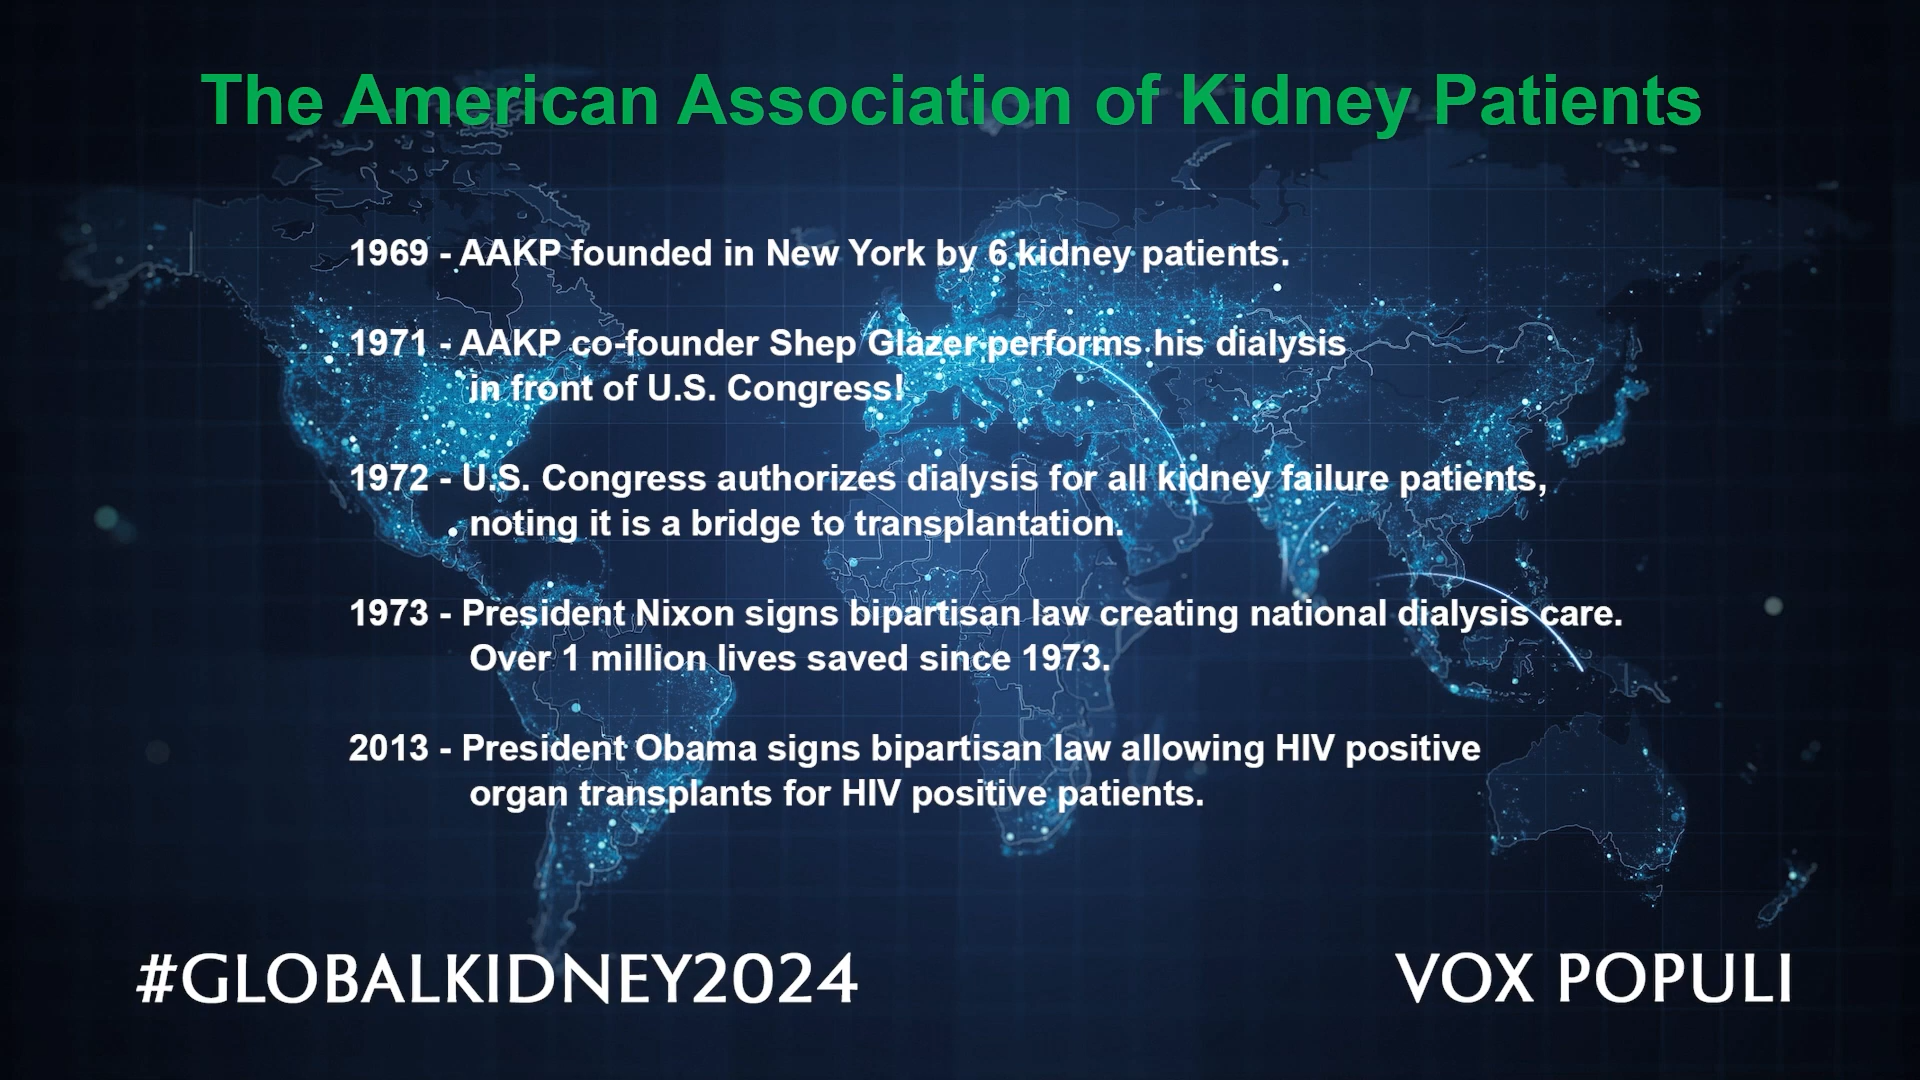 The American Association of Kidney Patients
1969 - AAKP founded in New York by 6 kidney patients.
1971 - AAKP co-founder Shep Glazer performs his dialysis
in front of U.S. Congress!
1972 - U.S. Congress authorizes dialysis for all kidney failure patients,
noting it is a bridge to transplantation.
1973 - President Nixon signs bipartisan law creating national dialysis care.
Over 1 million lives saved since 1973.
2013 - President Obama signs bipartisan law allowing HIV positive
organ transplants for HIV positive patients.
#GLOBALKIDNEY2024
VOX POPULI